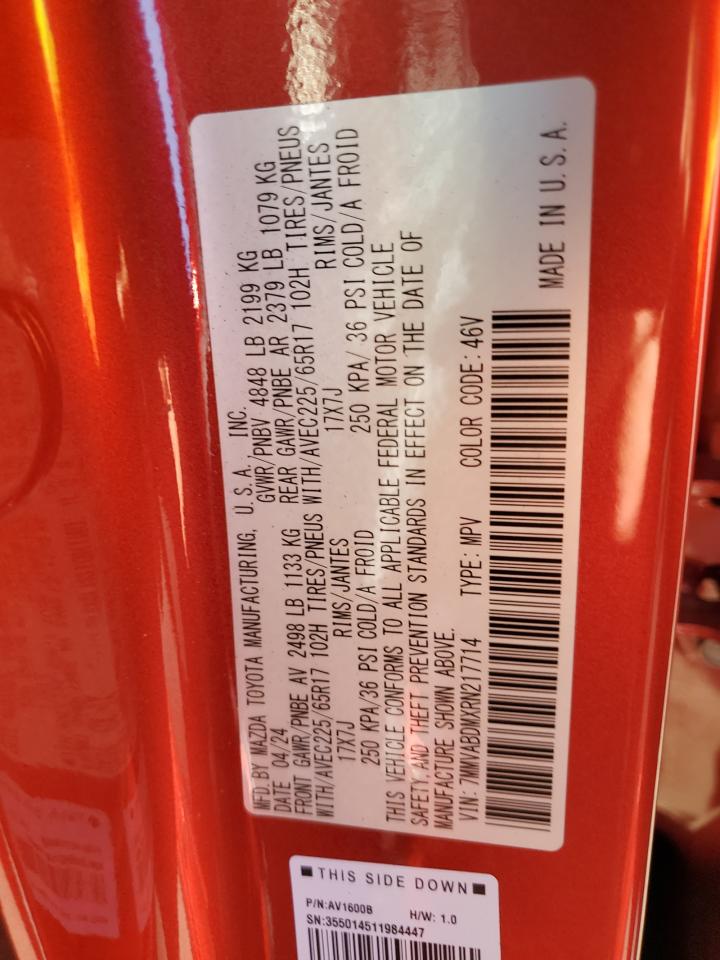 MFD. BY MAZDA TOYOTA MANUFACTURING, U.S.A. INC.
DATE 04/24 GVWR/PNBV 4848 LB 2199 KG
FRONT GAWR/PNBE AV 2498 LB 1133 KG REAR GAWR/PNBE AR 2379 LB 1079 KG
WITH/AVEC225/65R17 102H TIRES/PNEUS WITH/AVEC225/65R17 102H TIRES/PNEUS
17X7J RIMS/JANTES 17X7J RIMS/JANTES
250 KPA/36 PSI COLD/A FROID 250 KPA/ 36 PSI COLD/A FROID
THIS VEHICLE CONFORMS TO ALL APPLICABLE FEDERAL MOTOR VEHICLE
SAFETY,AND THEFT PREVENTION STANDARDS IN EFFECT ON THE DATE OF
MANUFACTURE SHOWN ABOVE.
VIN: 7MMVABDMXRN217714 TYPE: MPV COLOR CODE: 46V
MADE IN U.S.A.
THIS SIDE DOWN
P/N:AV1600B H/W: 1.0
SN:355014511984447